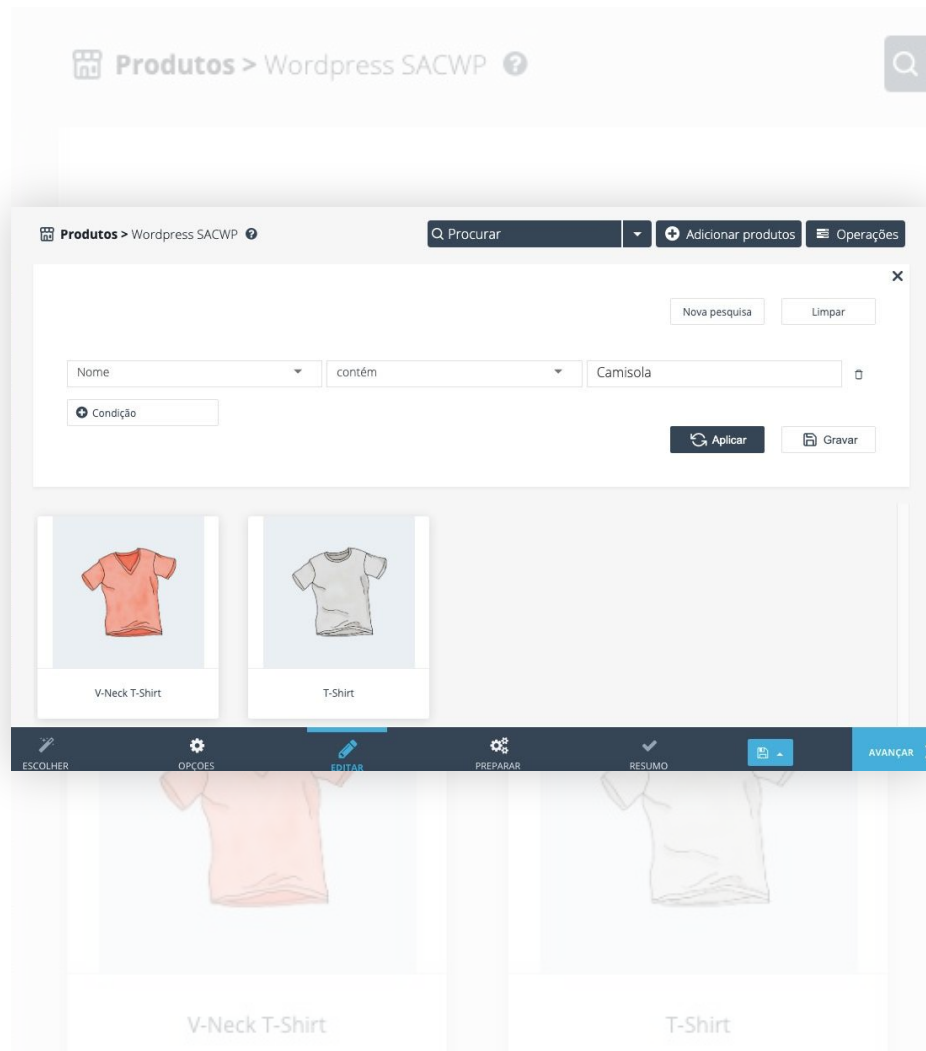 Produtos > Wordpress SACWP ?
Produtos > Wordpress SACWP ?
Procurar
Adicionar produtos
Operações
Nova pesquisa
Limpar
Nome
contém
Camisola
Condição
Aplicar
Gravar
V-Neck T-Shirt
T-Shirt
ESCOLHER
OPÇOES
EDITAR
PREPARAR
RESUMO
AVANÇAR
V-Neck T-Shirt
T-Shirt